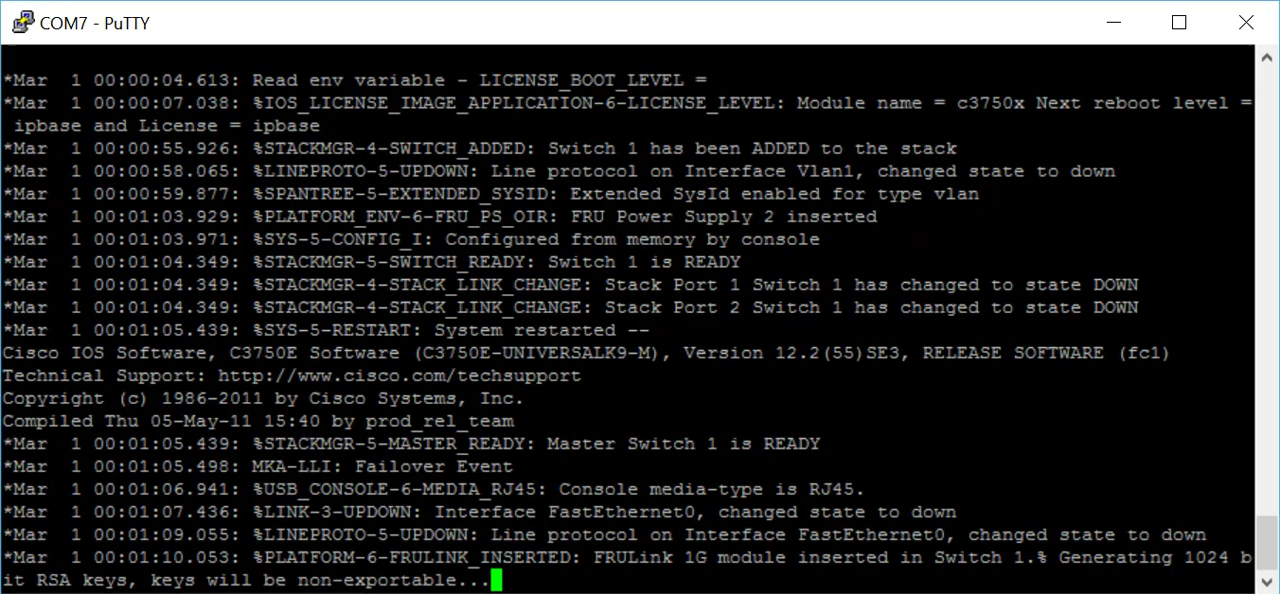 COM7 - PuTTY
*Mar  1 00:00:04.613: Read env variable - LICENSE_BOOT_LEVEL =
*Mar  1 00:00:07.038: %IOS_LICENSE_IMAGE_APPLICATION-6-LICENSE_LEVEL: Module name = c3750x Next reboot level =
 ipbase and License = ipbase
*Mar  1 00:00:55.926: %STACKMGR-4-SWITCH_ADDED: Switch 1 has been ADDED to the stack
*Mar  1 00:00:58.065: %LINEPROTO-5-UPDOWN: Line protocol on Interface Vlan1, changed state to down
*Mar  1 00:00:59.877: %SPANTREE-5-EXTENDED_SYSID: Extended SysId enabled for type vlan
*Mar  1 00:01:03.929: %PLATFORM_ENV-6-FRU_PS_OIR: FRU Power Supply 2 inserted
*Mar  1 00:01:03.971: %SYS-5-CONFIG_I: Configured from memory by console
*Mar  1 00:01:04.349: %STACKMGR-5-SWITCH_READY: Switch 1 is READY
*Mar  1 00:01:04.349: %STACKMGR-4-STACK_LINK_CHANGE: Stack Port 1 Switch 1 has changed to state DOWN
*Mar  1 00:01:04.349: %STACKMGR-4-STACK_LINK_CHANGE: Stack Port 2 Switch 1 has changed to state DOWN
*Mar  1 00:01:05.439: %SYS-5-RESTART: System restarted --
Cisco IOS Software, C3750E Software (C3750E-UNIVERSALK9-M), Version 12.2(55)SE3, RELEASE SOFTWARE (fc1)
Technical Support: http://www.cisco.com/techsupport
Copyright (c) 1986-2011 by Cisco Systems, Inc.
Compiled Thu 05-May-11 15:40 by prod_rel_team
*Mar  1 00:01:05.439: %STACKMGR-5-MASTER_READY: Master Switch 1 is READY
*Mar  1 00:01:05.498: MKA-LLI: Failover Event
*Mar  1 00:01:06.941: %USB_CONSOLE-6-MEDIA_RJ45: Console media-type is RJ45.
*Mar  1 00:01:07.436: %LINK-3-UPDOWN: Interface FastEthernet0, changed state to down
*Mar  1 00:01:09.055: %LINEPROTO-5-UPDOWN: Line protocol on Interface FastEthernet0, changed state to down
*Mar  1 00:01:10.053: %PLATFORM-6-FRULINK_INSERTED: FRULink 1G module inserted in Switch 1.% Generating 1024 b
it RSA keys, keys will be non-exportable...